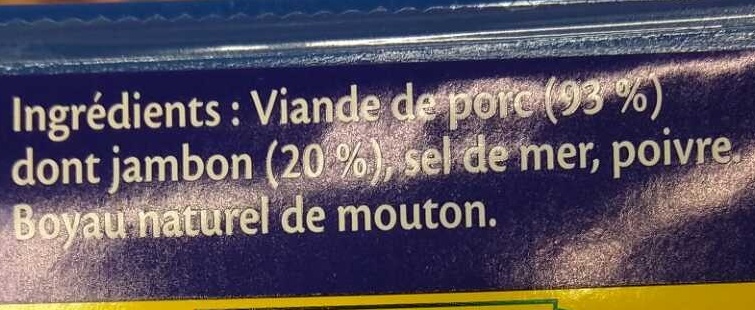 Ingrédients : Viande de porc (93 %)
dont jambon (20 %), sel de mer, poivre.
Boyau naturel de mouton.